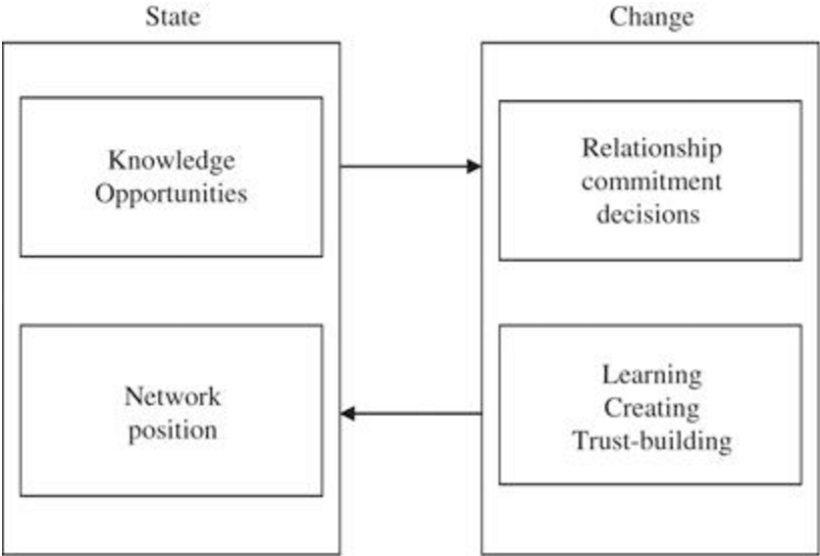 State
Change
Knowledge
Opportunities
Relationship
commitment
decisions
Network
position
Learning
Creating
Trust-building